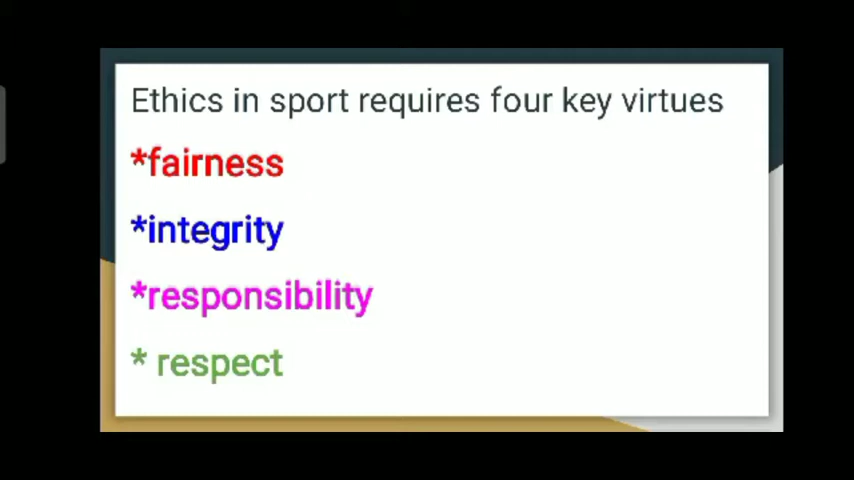 Ethics in sport requires four key virtues
*fairness
*integrity
*responsibility
* respect